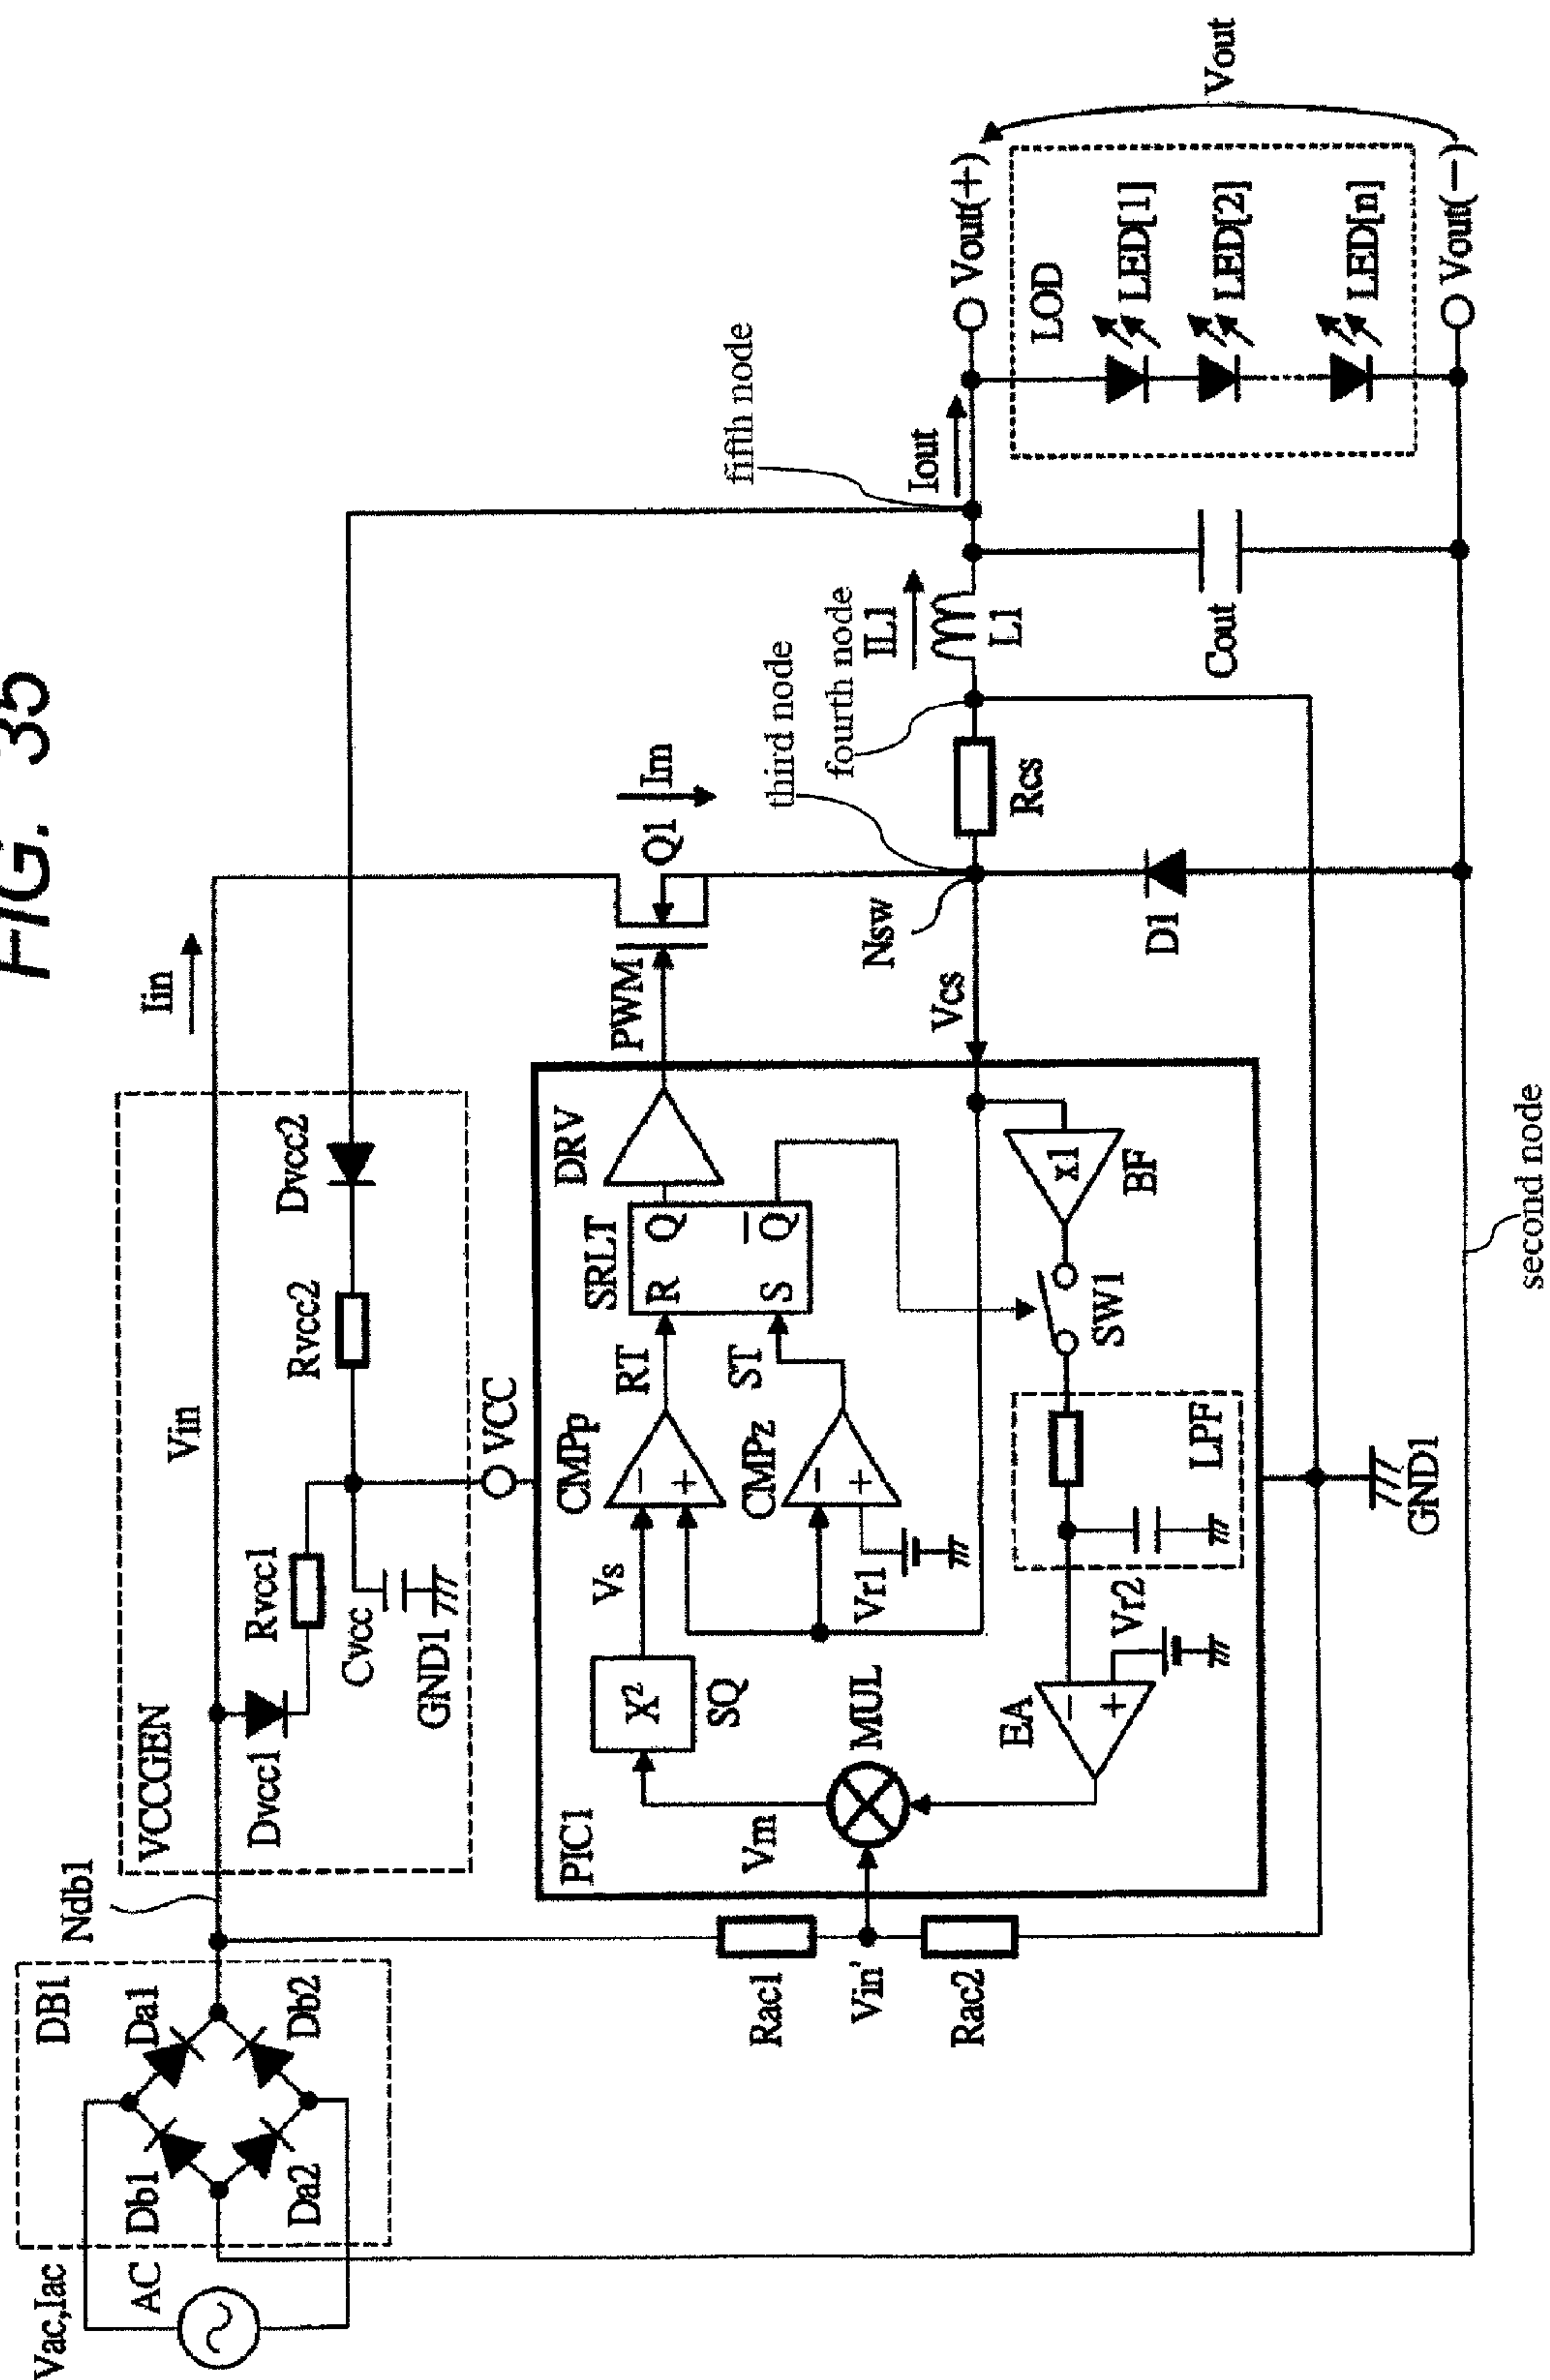 FIG. 35
Vac,Iac
AC
DB1
Da1
Db1
Db2
Da2
Ndb1
VCCGEN
Vin
Iin
Dvcc1
Rvcc1
Rvcc2
Dvcc2
Cvcc
GND1
VCC
PIC1
Rac1
Vin'
Rac2
Vm
MUL
X²
SQ
Vs
CMPp
−
+
RT
SRLT
R
Q
S
Q
DRV
PWM
Q1
Im
CMPz
−
+
ST
Vr1
EA
−
+
Vr2
LPF
SW1
x1
BF
Vcs
Nsw
third node
fourth node
fifth node
Rcs
IL1
L1
D1
Cout
Iout
Vout(+)
LOD
LED[1]
LED[2]
LED[n]
Vout(−)
Vout
GND1
second node